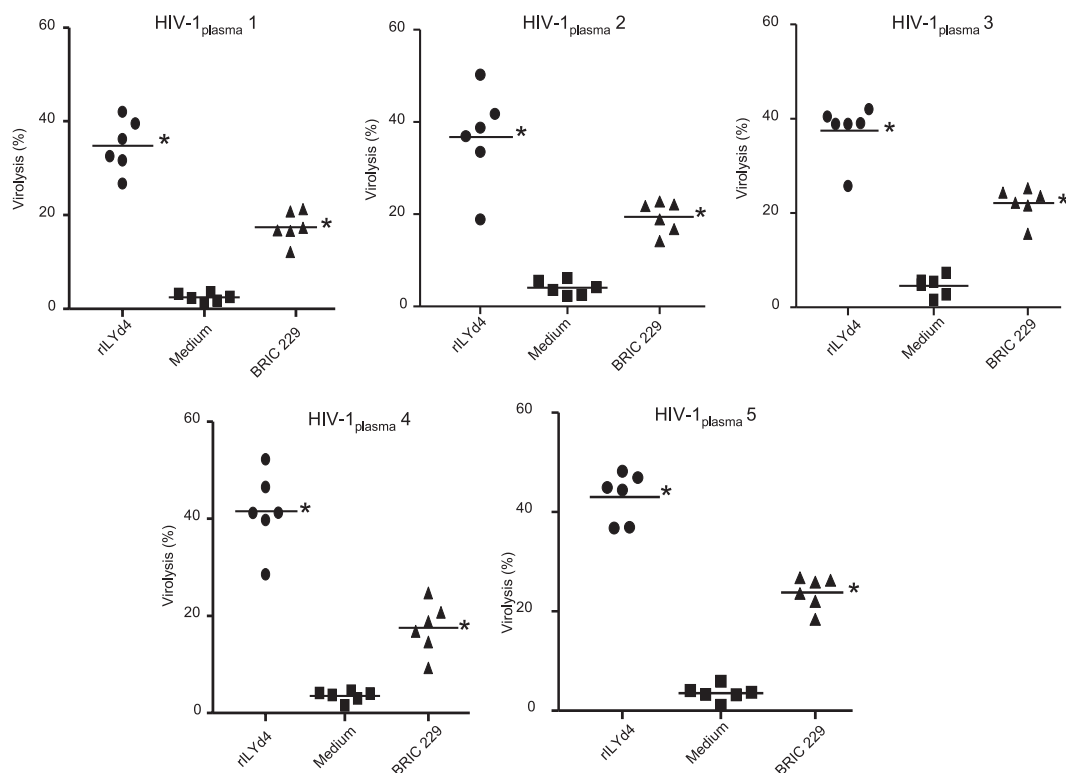 HIV-1plasma 1
Virolysis (%)
60
40
20
0
rILYd4
Medium
BRIC 229
*
*
HIV-1plasma 2
Virolysis (%)
60
40
20
0
rILYd4
Medium
BRIC 229
*
*
HIV-1plasma 3
Virolysis (%)
60
40
20
0
rILYd4
Medium
BRIC 229
*
*
HIV-1plasma 4
Virolysis (%)
60
40
20
0
rILYd4
Medium
BRIC 229
*
*
HIV-1plasma 5
Virolysis (%)
60
40
20
0
rILYd4
Medium
BRIC 229
*
*